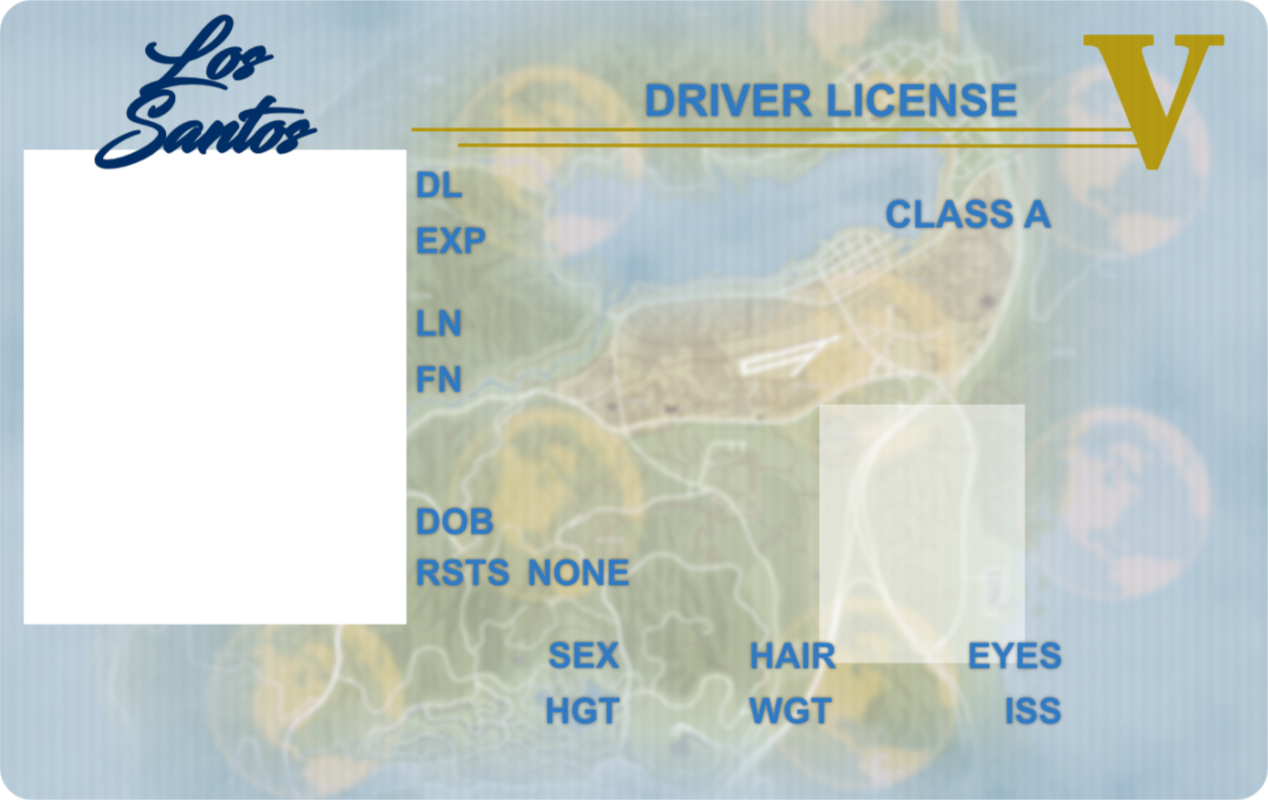 Los
Santos
DRIVER LICENSE
V
DL
CLASS A
EXP
LN
FN
DOB
RSTS NONE
SEX HAIR EYES
HGT WGT ISS